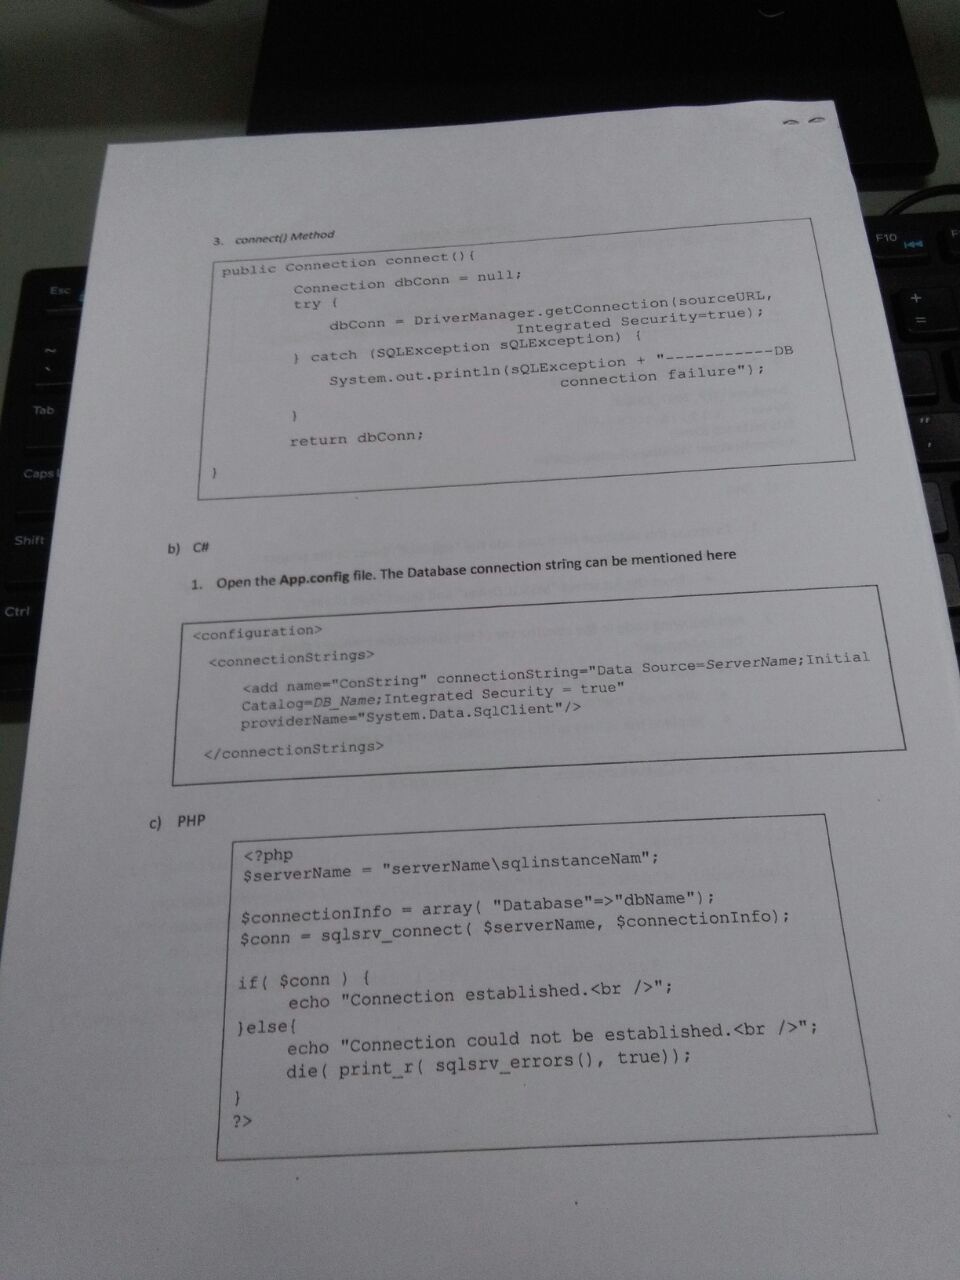 3. connect() Method
public Connection connect(){
Connection dbConn = null;
try {
dbConn = DriverManager.getConnection(sourceURL,
Integrated Security=true);
} catch (SQLException sQLException) {
System.out.println(sQLException + "-----------DB
connection failure");
}
return dbConn;
}
b) C#
1. Open the App.config file. The Database connection string can be mentioned here
<configuration>
<connectionStrings>
<add name="ConString" connectionString="Data Source=ServerName;Initial
Catalog=DB_Name;Integrated Security = true"
providerName="System.Data.SqlClient"/>
</connectionStrings>
c) PHP
<?php
$serverName = "serverName\sqlinstanceNam";
$connectionInfo = array( "Database"=>"dbName");
$conn = sqlsrv_connect( $serverName, $connectionInfo);
if( $conn ) {
echo "Connection established.<br />";
}else{
echo "Connection could not be established.<br />";
die( print_r( sqlsrv_errors(), true));
}
?>
Esc
~
`
Tab
Caps
Shift
Ctrl
F10
F
+
=
"
,